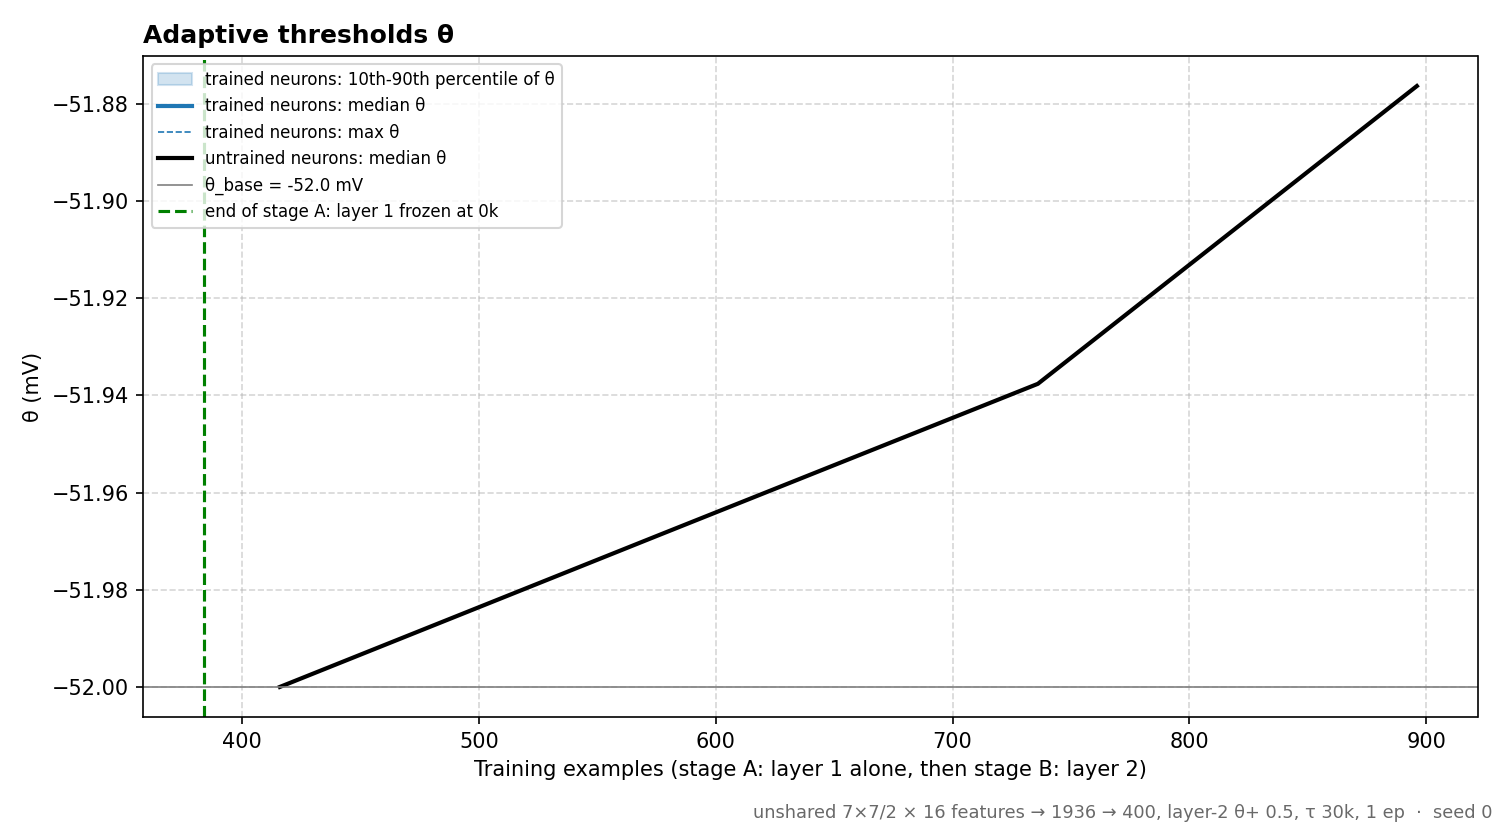 Adaptive thresholds θ
trained neurons: 10th-90th percentile of θ
trained neurons: median θ
trained neurons: max θ
untrained neurons: median θ
θ_base = -52.0 mV
end of stage A: layer 1 frozen at 0k
θ (mV)
−51.88
−51.90
−51.92
−51.94
−51.96
−51.98
−52.00
400 500 600 700 800 900
Training examples (stage A: layer 1 alone, then stage B: layer 2)
unshared 7×7/2 × 16 features → 1936 → 400, layer-2 θ+ 0.5, τ 30k, 1 ep · seed 0